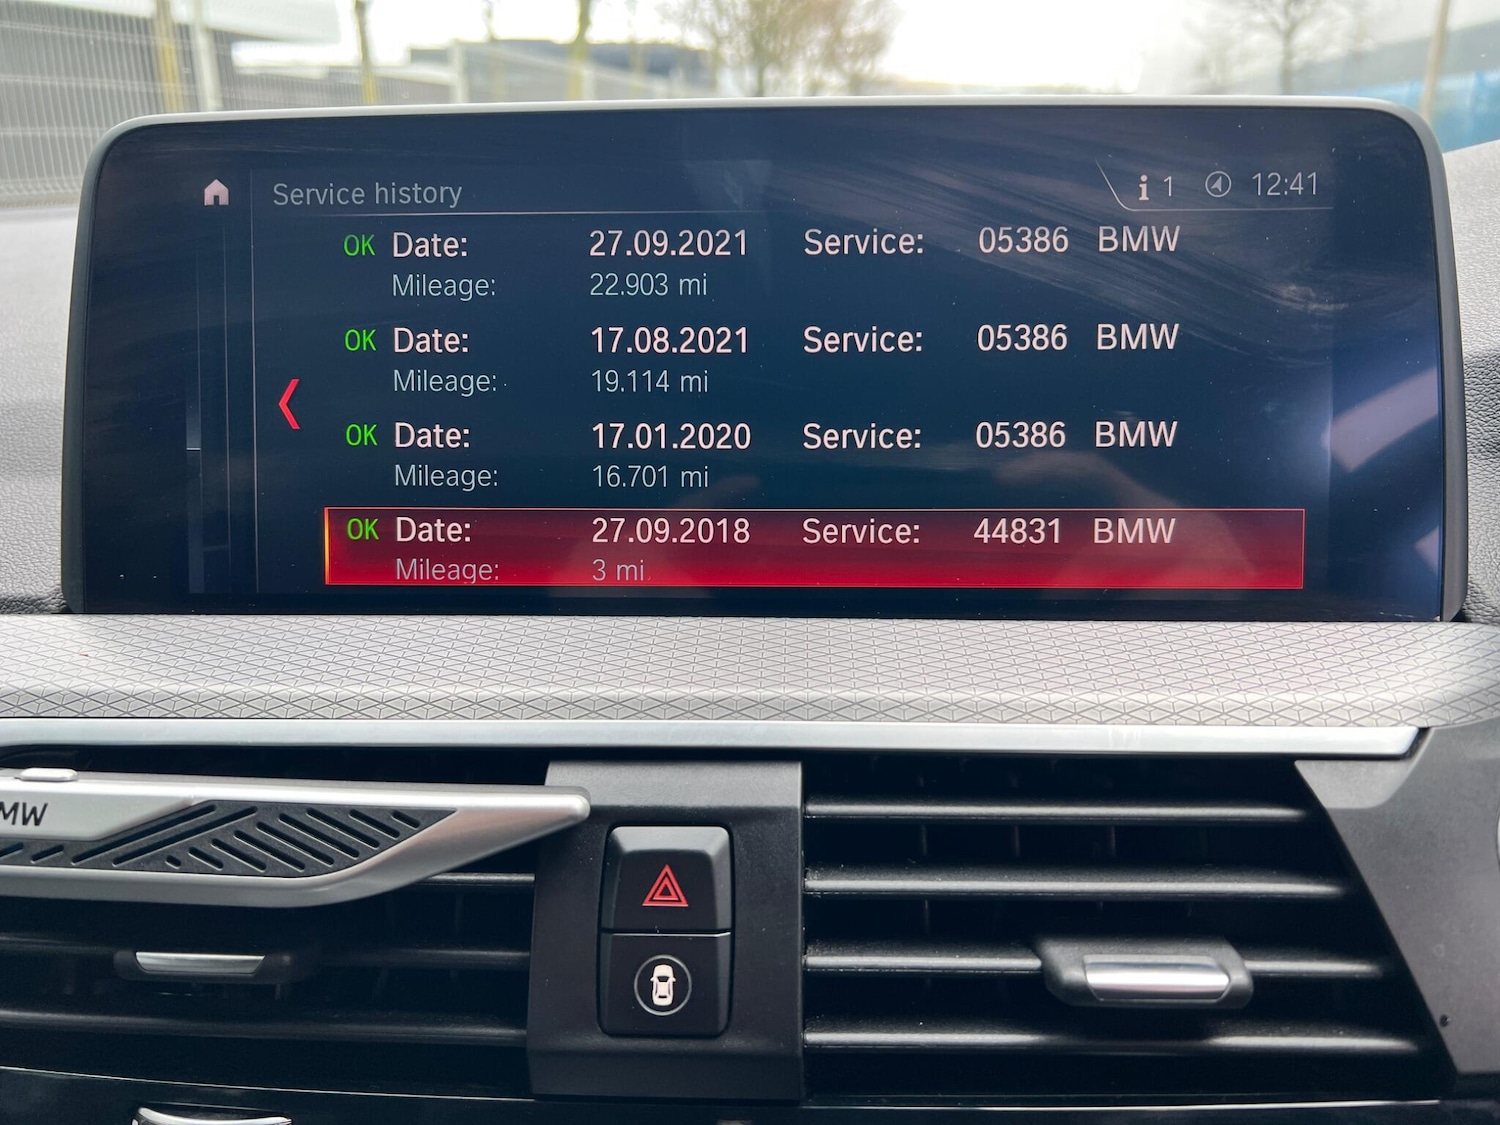 Service history
i 1 12:41
OK Date: 27.09.2021 Service: 05386 BMW
Mileage: 22.903 mi
OK Date: 17.08.2021 Service: 05386 BMW
Mileage: 19.114 mi
OK Date: 17.01.2020 Service: 05386 BMW
Mileage: 16.701 mi
OK Date: 27.09.2018 Service: 44831 BMW
Mileage: 3 mi
MW